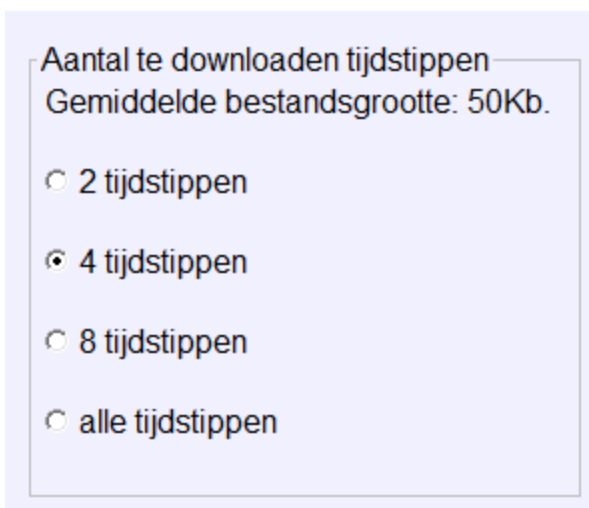 Aantal te downloaden tijdstippen
Gemiddelde bestandsgrootte: 50Kb.
2 tijdstippen
4 tijdstippen
8 tijdstippen
alle tijdstippen